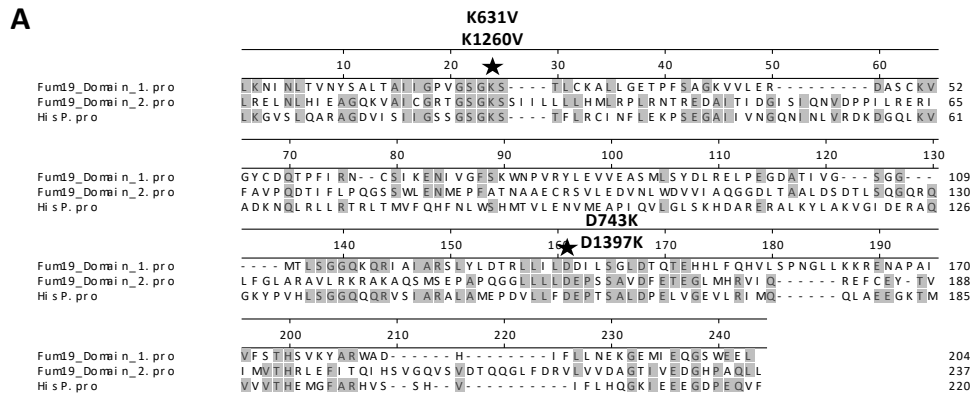 A
K631V
K1260V
10 20 30 40 50 60
Fum19_Domain_1.pro LKNINLTVNYSALTAIIGPVGSGKS----TLCKALLGETPFSAGKVVLER---------DASCKV 52
Fum19_Domain_2.pro LRELNLHIEAGQKVAICGRTGSGKSSIILLLLHMLRPLRNTREDAITIDGISIQNVDPPILRERI 65
HisP.pro LKGVSLQARAGDVISIIGSSGSGKS----TFLRCINFLEKPSEGAIIVNGQNINLVRDKDGQLKV 61
70 80 90 100 110 120 130
Fum19_Domain_1.pro GYCDQTPFIRN--CSIKENIVGFSKWNPVRYLEVVEASMLSYDLRELPEGDATIVG---SGG--- 109
Fum19_Domain_2.pro FAVPQDTIFLPQGSSWLENMEPFATNAAECRSVLEDVNLWDVVIAQGGDLTAALDSDTLSQGQRQ 130
HisP.pro ADKNQLRLLRTRLTMVFQHFNLWSHMTVLENVMEAPIQVLGLSKHDARERALKYLAKVGIDERAQ 126
D743K
D1397K
140 150 160 170 180 190
Fum19_Domain_1.pro ----MTLSGGQKQRIAIARSLYLDTRLLILDDILSGLDTQTEHHLFQHVLSPNGLLKKRENAPAI 170
Fum19_Domain_2.pro LFGLARAVLRKRAKAQSMSEPAPQGGLLLLDEPSSAVDFETEGLMHRVIQ------REFCEY-TV 188
HisP.pro GKYPVHLSGGQQQRVSIARALAMEPDVLLFDEPTSALDPELVGEVLRIMQ------QLAEEGKTM 185
200 210 220 230 240
Fum19_Domain_1.pro VFSTHSVKYARWAD------H---------IFLLNEKGEMIEQGSWEEL 204
Fum19_Domain_2.pro IMVTHRLEFITQIHSVGQVSVDTQQGLFDRVLVVDAGTIVEDGHPAQLL 237
HisP.pro VVVTHEMGFARHVS--SH--V----------IFLHQGKIEEEGDPEQVF 220